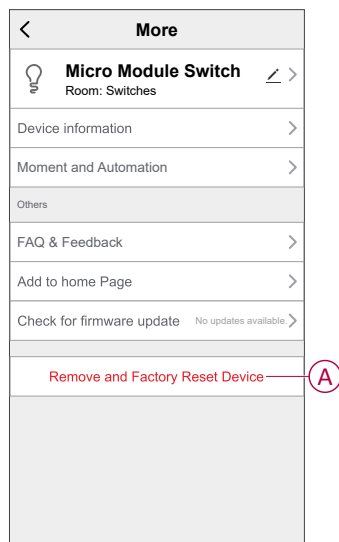 More
Micro Module Switch
Room: Switches
Device information
Moment and Automation
Others
FAQ & Feedback
Add to home Page
Check for firmware update No updates available.
Remove and Factory Reset Device
A